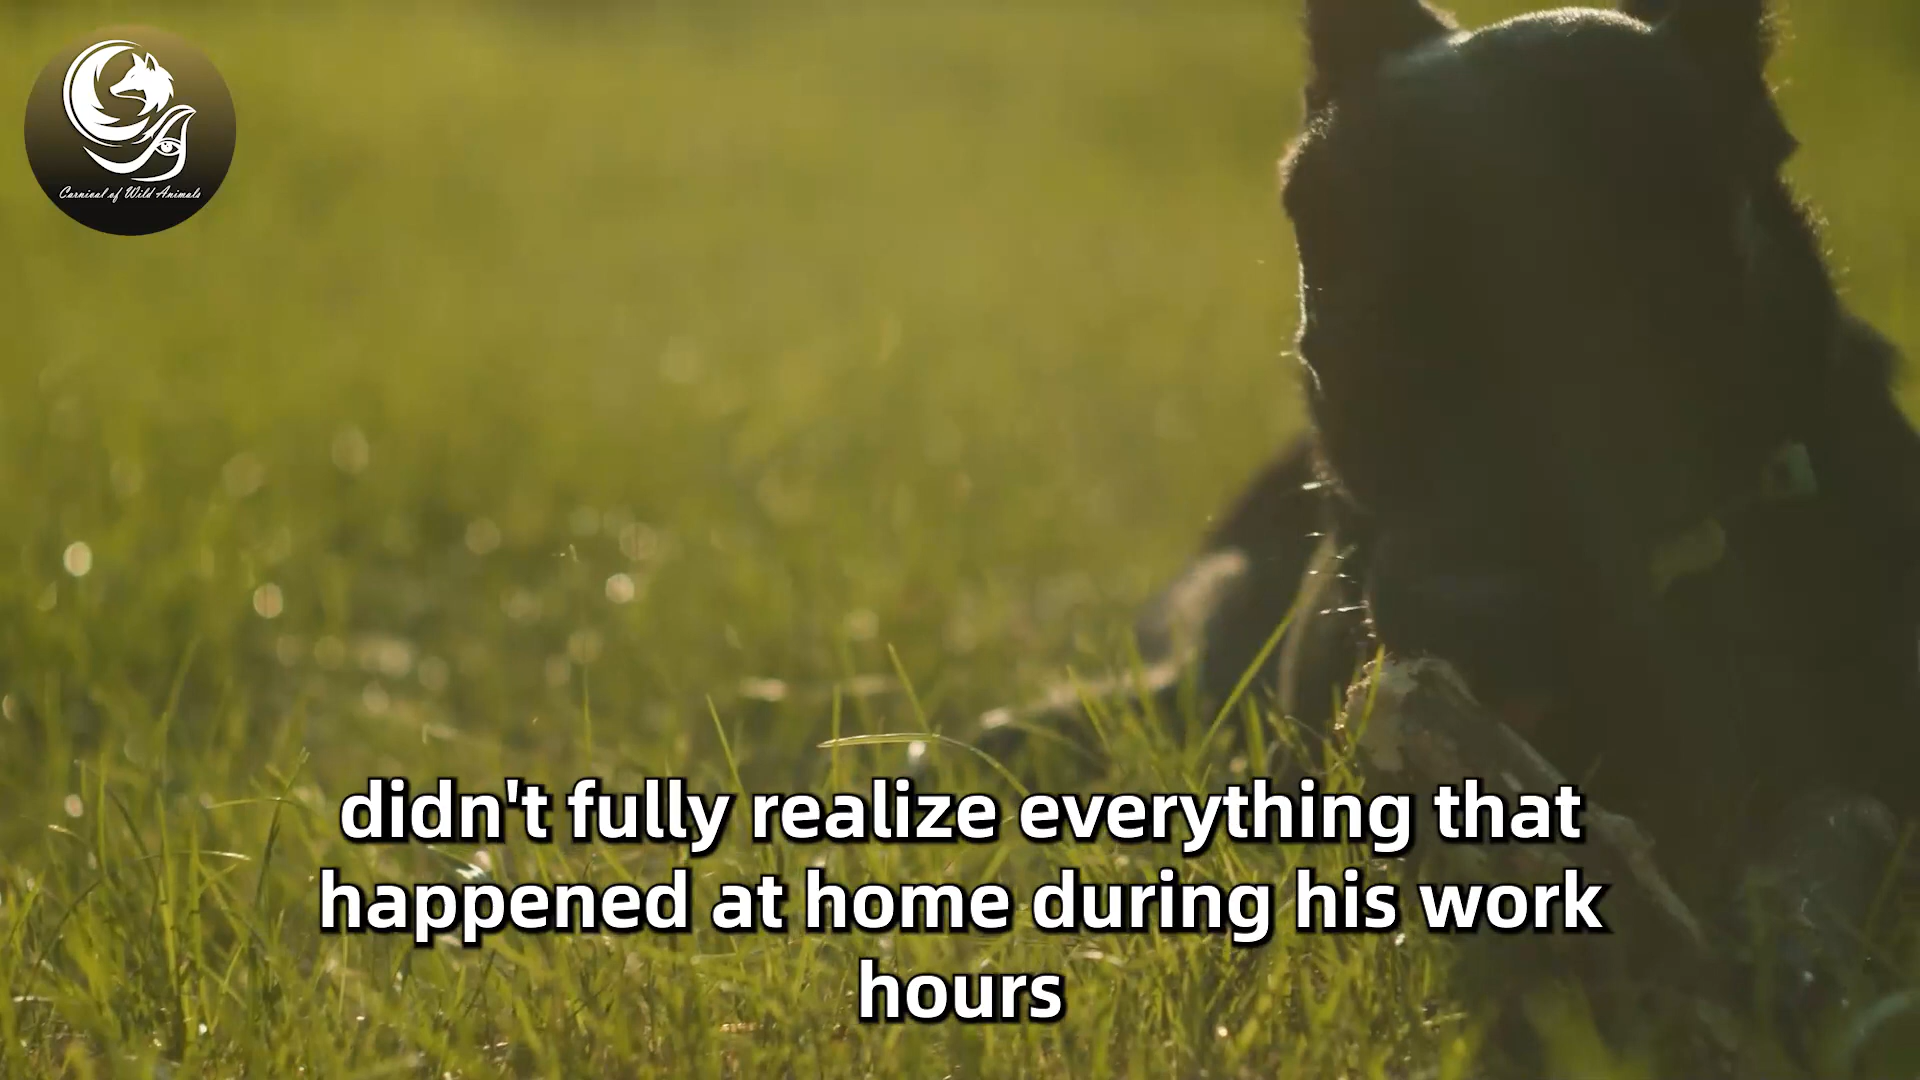 Carnival of Wild Animals
didn't fully realize everything that
happened at home during his work
hours